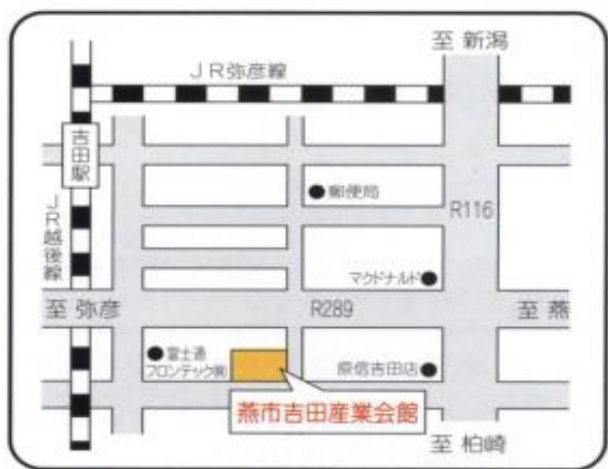 至 新潟
JR弥彦線
吉田駅
郵便局
R116
JR越後線
マクドナルド
至 弥彦
R289
至 燕
富士通
フロンテック㈱
原信吉田店
燕市吉田産業会館
至 柏崎